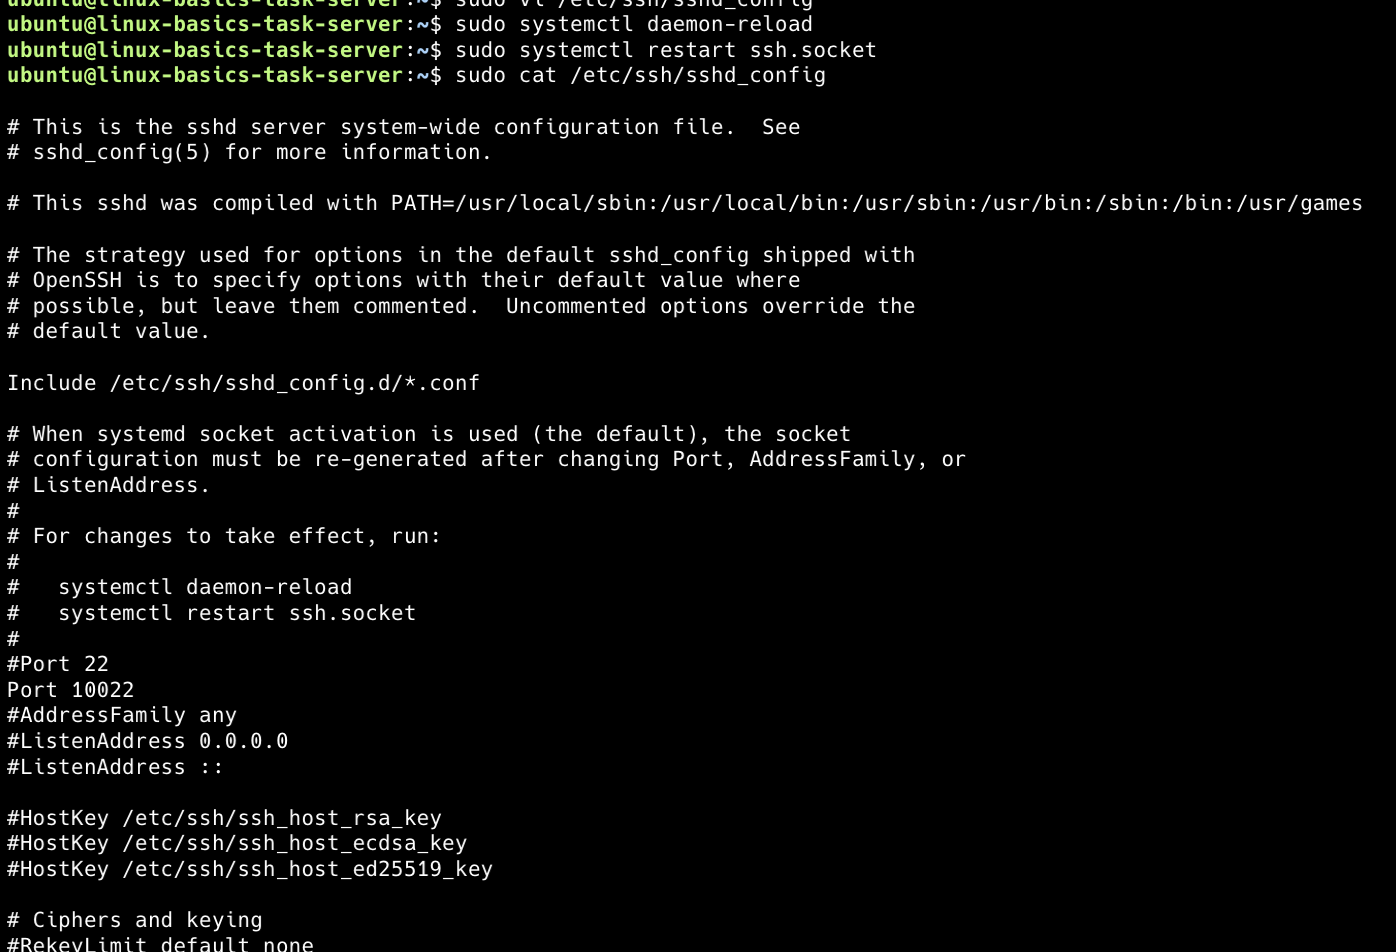 ubuntu@linux-basics-task-server:~$ sudo vi /etc/ssh/sshd_config
ubuntu@linux-basics-task-server:~$ sudo systemctl daemon-reload
ubuntu@linux-basics-task-server:~$ sudo systemctl restart ssh.socket
ubuntu@linux-basics-task-server:~$ sudo cat /etc/ssh/sshd_config

# This is the sshd server system-wide configuration file.  See
# sshd_config(5) for more information.

# This sshd was compiled with PATH=/usr/local/sbin:/usr/local/bin:/usr/sbin:/usr/bin:/sbin:/bin:/usr/games

# The strategy used for options in the default sshd_config shipped with
# OpenSSH is to specify options with their default value where
# possible, but leave them commented.  Uncommented options override the
# default value.

Include /etc/ssh/sshd_config.d/*.conf

# When systemd socket activation is used (the default), the socket
# configuration must be re-generated after changing Port, AddressFamily, or
# ListenAddress.
#
# For changes to take effect, run:
#
#   systemctl daemon-reload
#   systemctl restart ssh.socket
#
#Port 22
Port 10022
#AddressFamily any
#ListenAddress 0.0.0.0
#ListenAddress ::

#HostKey /etc/ssh/ssh_host_rsa_key
#HostKey /etc/ssh/ssh_host_ecdsa_key
#HostKey /etc/ssh/ssh_host_ed25519_key

# Ciphers and keying
#RekeyLimit default none